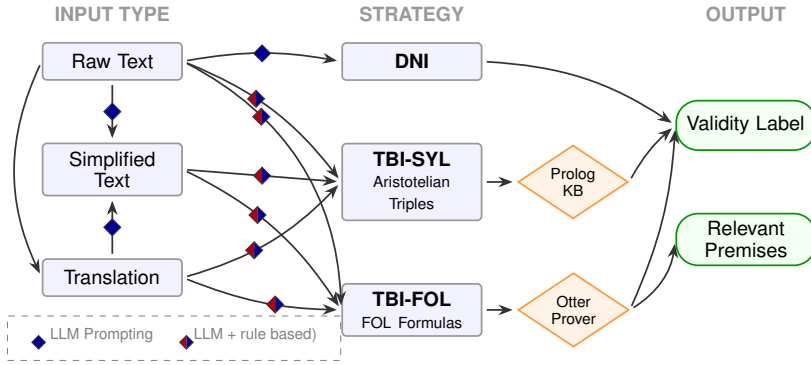 INPUT TYPE
STRATEGY
OUTPUT
Raw Text
DNI
Validity Label
Simplified
Text
TBI-SYL
Aristotelian
Triples
Prolog
KB
Relevant
Premises
Translation
TBI-FOL
FOL Formulas
Otter
Prover
LLM Prompting
LLM + rule based)